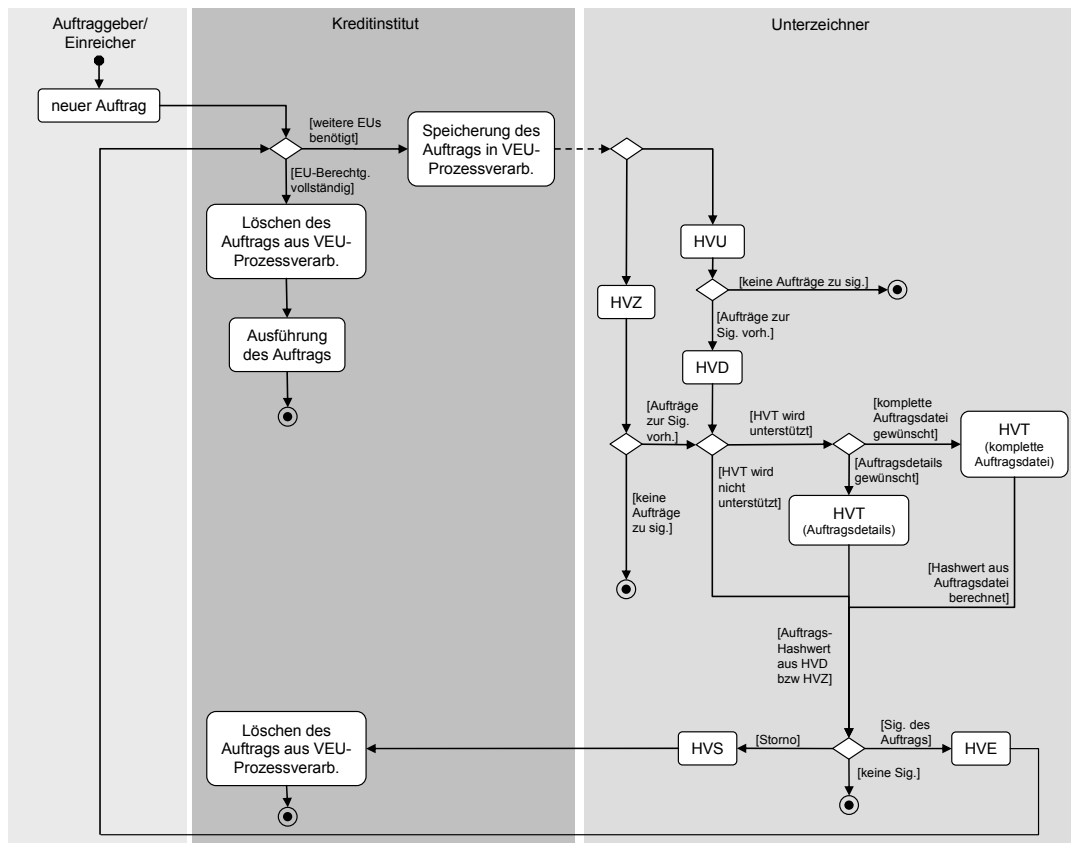 Auftraggeber/
Einreicher
Kreditinstitut
Unterzeichner
neuer Auftrag
[weitere EUs
benötigt]
Speicherung des
Auftrags in VEU-
Prozessverarb.
[EU-Berechtg.
vollständig]
Löschen des
Auftrags aus VEU-
Prozessverarb.
Ausführung
des Auftrags
HVU
[keine Aufträge zu sig.]
HVZ
[Aufträge zur
Sig. vorh.]
HVD
[Aufträge
zur Sig.
vorh.]
[HVT wird
unterstützt]
[komplette
Auftragsdatei
gewünscht]
HVT
(komplette
Auftragsdatei)
[HVT wird
nicht
unterstützt]
[Auftragsdetails
gewünscht]
[keine
Aufträge
zu sig.]
HVT
(Auftragsdetails)
[Hashwert aus
Auftragsdatei
berechnet]
[Auftrags-
Hashwert
aus HVD
bzw HVZ]
Löschen des
Auftrags aus VEU-
Prozessverarb.
HVS
[Storno]
[Sig. des
Auftrags]
HVE
[keine Sig.]